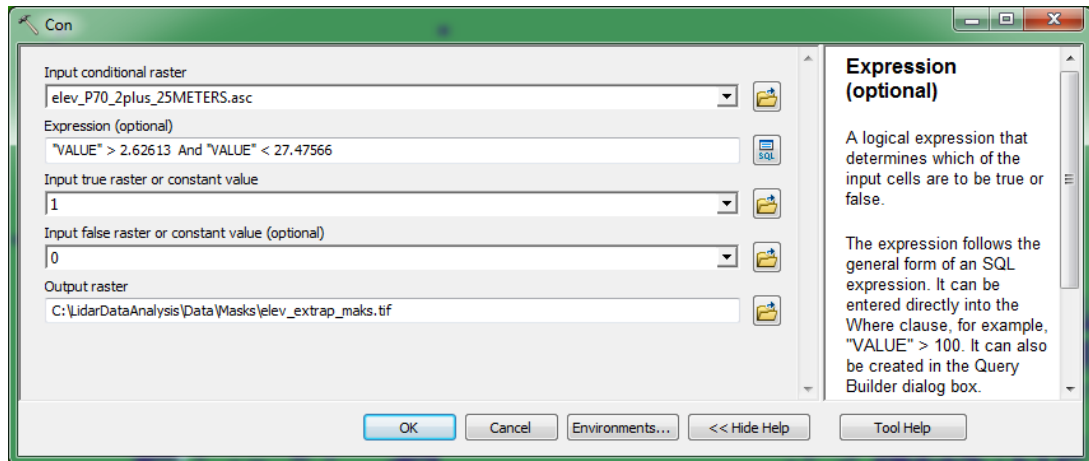 Con
Input conditional raster
elev_P70_2plus_25METERS.asc
Expression (optional)
"VALUE" > 2.62613 And "VALUE" < 27.47566
SQL
Input true raster or constant value
1
Input false raster or constant value (optional)
0
Output raster
C:\LidarDataAnalysis\Data\Masks\elev_extrap_maks.tif
OK
Cancel
Environments...
<< Hide Help
Tool Help
Expression
(optional)
A logical expression that
determines which of the
input cells are to be true or
false.
The expression follows the
general form of an SQL
expression. It can be
entered directly into the
Where clause, for example,
"VALUE" > 100. It can also
be created in the Query
Builder dialog box.